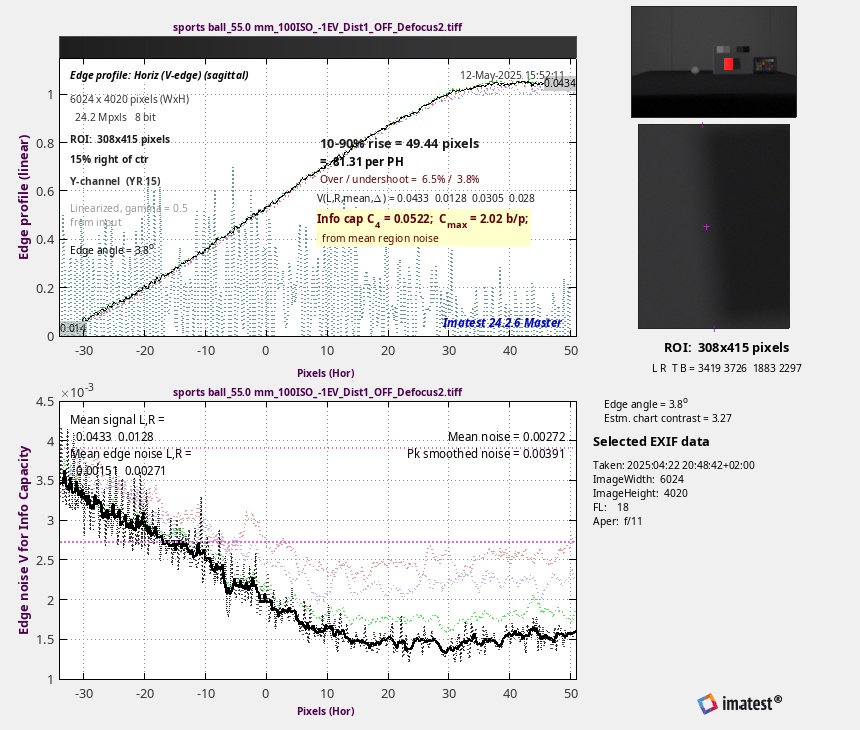 sports ball_55.0 mm_100ISO_-1EV_Dist1_OFF_Defocus2.tiff
Edge profile: Horiz (V-edge) (sagittal)
12-May-2025 15:52:11
0.0434
6024 x 4020 pixels (WxH)
24.2 Mpxls 8 bit
ROI: 308x415 pixels
15% right of ctr
Y-channel (YR15)
Linearized, gamma = 0.5
from input
Edge angle = 3.8°
10-90% rise = 49.44 pixels
= 81.31 per PH
Over / undershoot = 6.5% / 3.8%
V(L,R,mean,Δ) = 0.0433 0.0128 0.0305 0.028
Info cap C4 = 0.0522; Cmax = 2.02 b/p;
from mean region noise
Imatest 24.2.6 Master
0.014
Edge profile (linear)
1
0.8
0.6
0.4
0.2
0
-30 -20 -10 0 10 20 30 40 50
Pixels (Hor)
sports ball_55.0 mm_100ISO_-1EV_Dist1_OFF_Defocus2.tiff
×10-3
Mean signal L,R =
0.0433 0.0128
Mean edge noise L,R =
0.00151 0.00271
Mean noise = 0.00272
Pk smoothed noise = 0.00391
Edge noise V for Info Capacity
4.5
4
3.5
3
2.5
2
1.5
1
-30 -20 -10 0 10 20 30 40 50
Pixels (Hor)
ROI: 308x415 pixels
L R T B = 3419 3726 1883 2297
Edge angle = 3.8°
Estm. chart contrast = 3.27
Selected EXIF data
Taken: 2025:04:22 20:48:42+02:00
ImageWidth: 6024
ImageHeight: 4020
FL: 18
Aper: f/11
imatest®